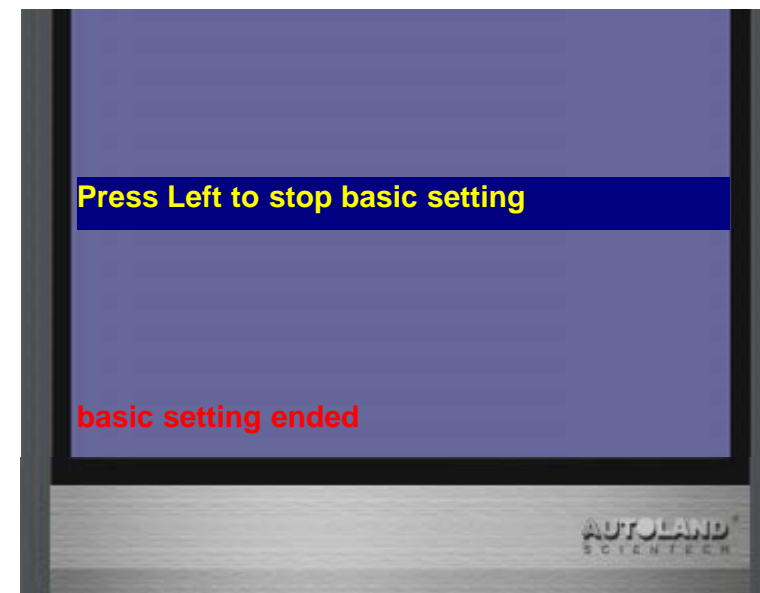 Press Left to stop basic setting
basic setting ended
AUTOLAND®
SCIENTECH